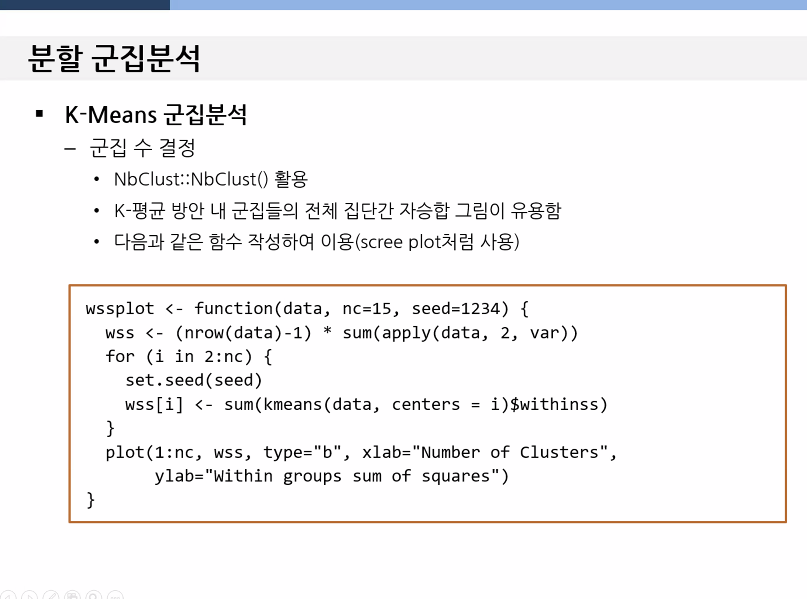 분할 군집분석
▪ K-Means 군집분석
– 군집 수 결정
• NbClust::NbClust() 활용
• K-평균 방안 내 군집들의 전체 집단간 자승합 그림이 유용함
• 다음과 같은 함수 작성하여 이용(scree plot처럼 사용)
wssplot <- function(data, nc=15, seed=1234) {
  wss <- (nrow(data)-1) * sum(apply(data, 2, var))
  for (i in 2:nc) {
    set.seed(seed)
    wss[i] <- sum(kmeans(data, centers = i)$withinss)
  }
  plot(1:nc, wss, type="b", xlab="Number of Clusters",
       ylab="Within groups sum of squares")
}